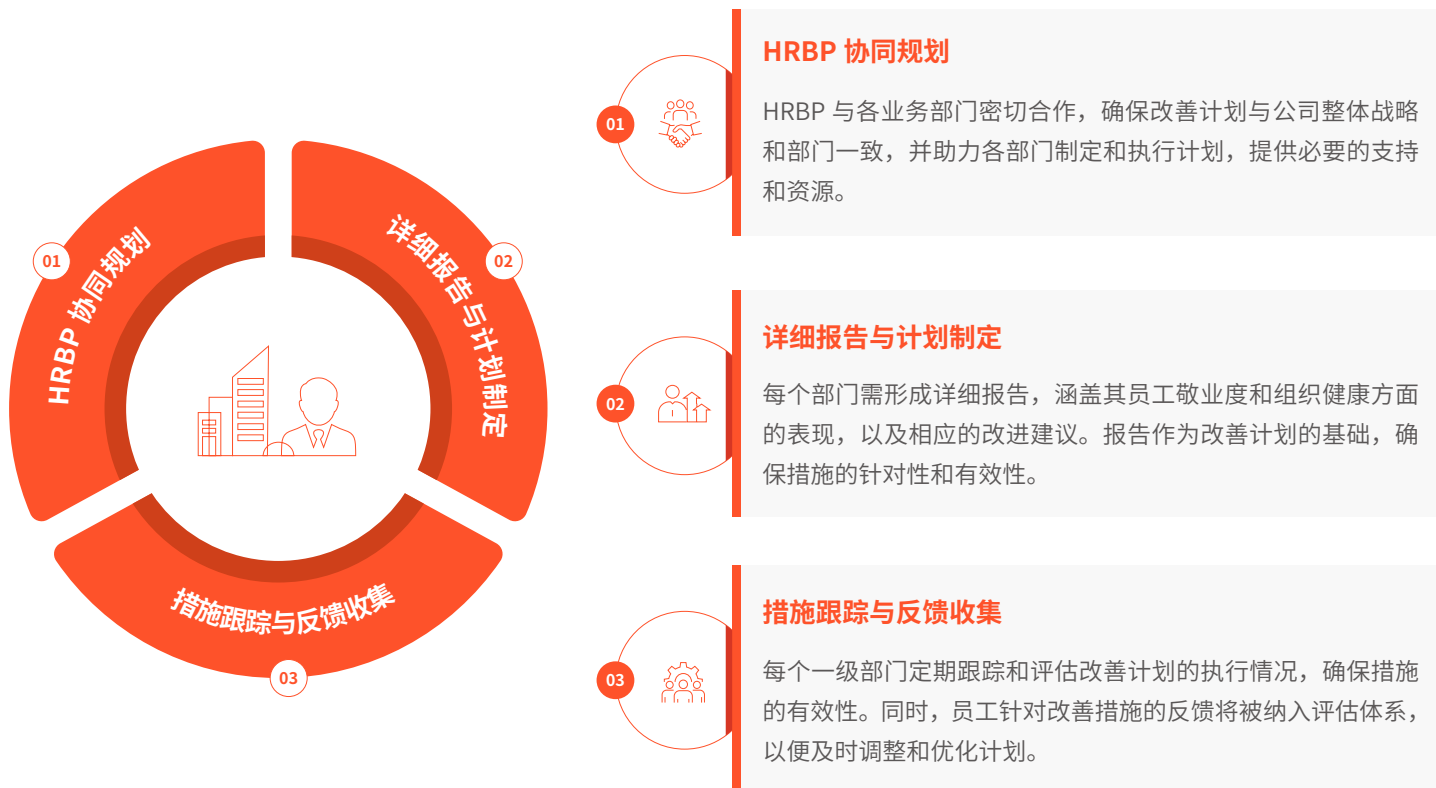 01
HRBP 协同规划
02
详细报告与计划制定
03
措施跟踪与反馈收集
01
HRBP 协同规划
HRBP 与各业务部门密切合作，确保改善计划与公司整体战略
和部门一致，并助力各部门制定和执行计划，提供必要的支持
和资源。
02
详细报告与计划制定
每个部门需形成详细报告，涵盖其员工敬业度和组织健康方面
的表现，以及相应的改进建议。报告作为改善计划的基础，确
保措施的针对性和有效性。
03
措施跟踪与反馈收集
每个一级部门定期跟踪和评估改善计划的执行情况，确保措施
的有效性。同时，员工针对改善措施的反馈将被纳入评估体系，
以便及时调整和优化计划。